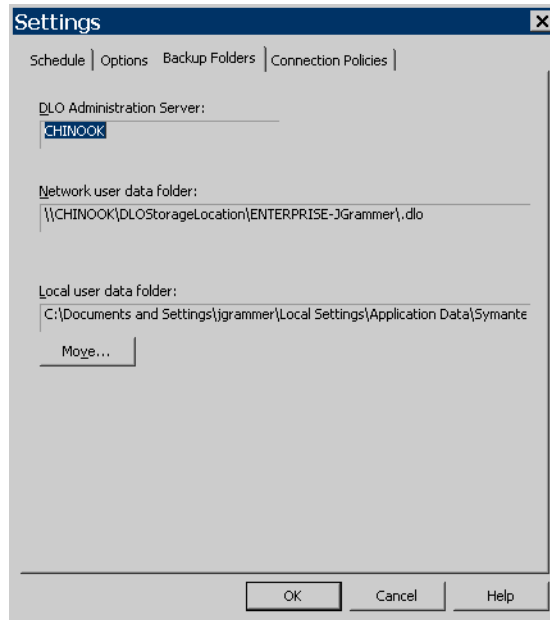 Settings
Schedule Options Backup Folders Connection Policies
DLO Administration Server:
CHINOOK
Network user data folder:
\\CHINOOK\DLOStorageLocation\ENTERPRISE-JGrammer\.dlo
Local user data folder:
C:\Documents and Settings\jgrammer\Local Settings\Application Data\Symante
Move...
OK Cancel Help